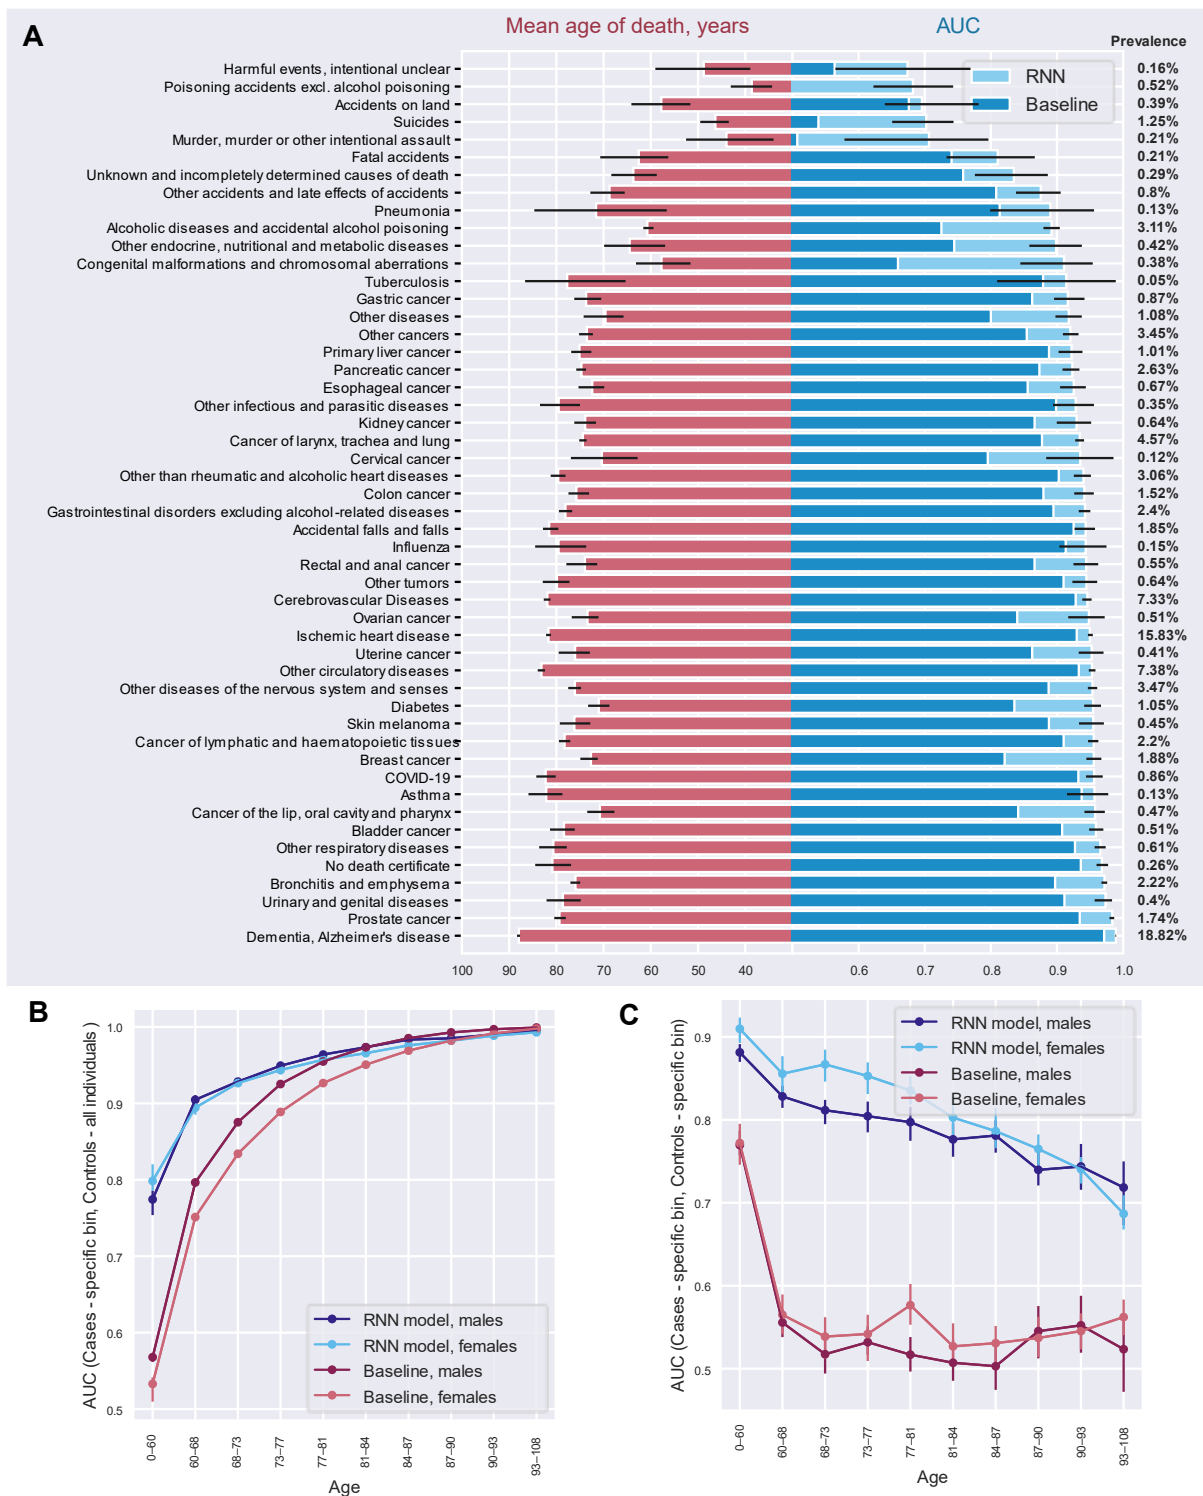 A
Mean age of death, years
AUC
Prevalence
RNN
Baseline
Harmful events, intentional unclear 0.16%
Poisoning accidents excl. alcohol poisoning 0.52%
Accidents on land 0.39%
Suicides 1.25%
Murder, murder or other intentional assault 0.21%
Fatal accidents 0.21%
Unknown and incompletely determined causes of death 0.29%
Other accidents and late effects of accidents 0.8%
Pneumonia 0.13%
Alcoholic diseases and accidental alcohol poisoning 3.11%
Other endocrine, nutritional and metabolic diseases 0.42%
Congenital malformations and chromosomal aberrations 0.38%
Tuberculosis 0.05%
Gastric cancer 0.87%
Other diseases 1.08%
Other cancers 3.45%
Primary liver cancer 1.01%
Pancreatic cancer 2.63%
Esophageal cancer 0.67%
Other infectious and parasitic diseases 0.35%
Kidney cancer 0.64%
Cancer of larynx, trachea and lung 4.57%
Cervical cancer 0.12%
Other than rheumatic and alcoholic heart diseases 3.06%
Colon cancer 1.52%
Gastrointestinal disorders excluding alcohol-related diseases 2.4%
Accidental falls and falls 1.85%
Influenza 0.15%
Rectal and anal cancer 0.55%
Other tumors 0.64%
Cerebrovascular Diseases 7.33%
Ovarian cancer 0.51%
Ischemic heart disease 15.83%
Uterine cancer 0.41%
Other circulatory diseases 7.38%
Other diseases of the nervous system and senses 3.47%
Diabetes 1.05%
Skin melanoma 0.45%
Cancer of lymphatic and haematopoietic tissues 2.2%
Breast cancer 1.88%
COVID-19 0.86%
Asthma 0.13%
Cancer of the lip, oral cavity and pharynx 0.47%
Bladder cancer 0.51%
Other respiratory diseases 0.61%
No death certificate 0.26%
Bronchitis and emphysema 2.22%
Urinary and genital diseases 0.4%
Prostate cancer 1.74%
Dementia, Alzheimer's disease 18.82%
100 90 80 70 60 50 40 0.6 0.7 0.8 0.9 1.0
B
AUC (Cases - specific bin, Controls - all individuals )
1.0
0.9
0.8
0.7
0.6
0.5
RNN model, males
RNN model, females
Baseline, males
Baseline, females
0–60 60–68 68–73 73–77 77–81 81–84 84–87 87–90 90–93 93–108
Age
C
AUC (Cases - specific bin, Controls - specific bin)
0.9
0.8
0.7
0.6
0.5
RNN model, males
RNN model, females
Baseline, males
Baseline, females
0–60 60–68 68–73 73–77 77–81 81–84 84–87 87–90 90–93 93–108
Age